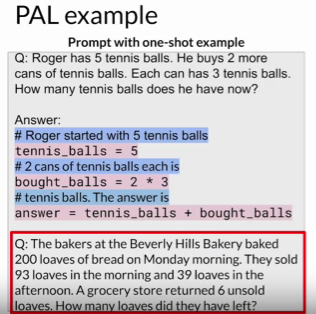 PAL example
Prompt with one-shot example
Q: Roger has 5 tennis balls. He buys 2 more
cans of tennis balls. Each can has 3 tennis balls.
How many tennis balls does he have now?
Answer:
# Roger started with 5 tennis balls
tennis_balls = 5
# 2 cans of tennis balls each is
bought_balls = 2 * 3
# tennis balls. The answer is
answer = tennis_balls + bought_balls
Q: The bakers at the Beverly Hills Bakery baked
200 loaves of bread on Monday morning. They sold
93 loaves in the morning and 39 loaves in the
afternoon. A grocery store returned 6 unsold
loaves. How many loaves did they have left?